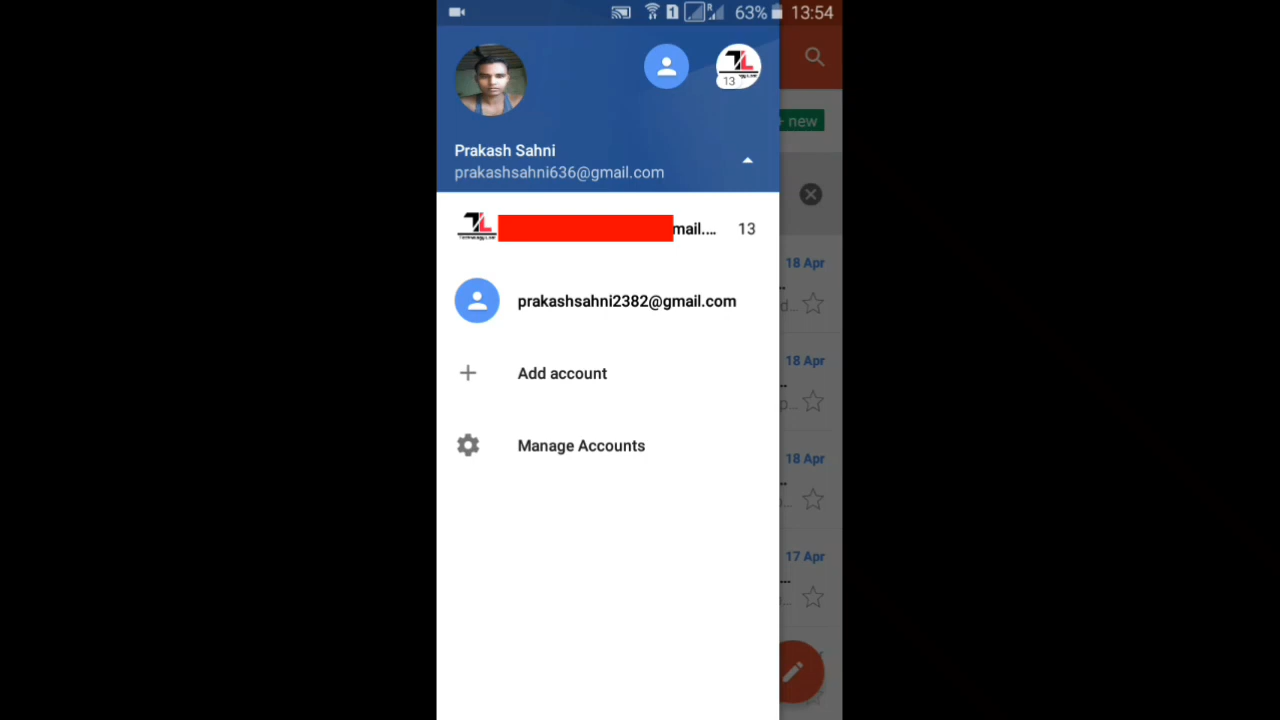 63% 13:54
13
+ new
Prakash Sahni
prakashsahni636@gmail.com
mail.... 13
prakashsahni2382@gmail.com
Add account
Manage Accounts
18 Apr
18 Apr
18 Apr
17 Apr